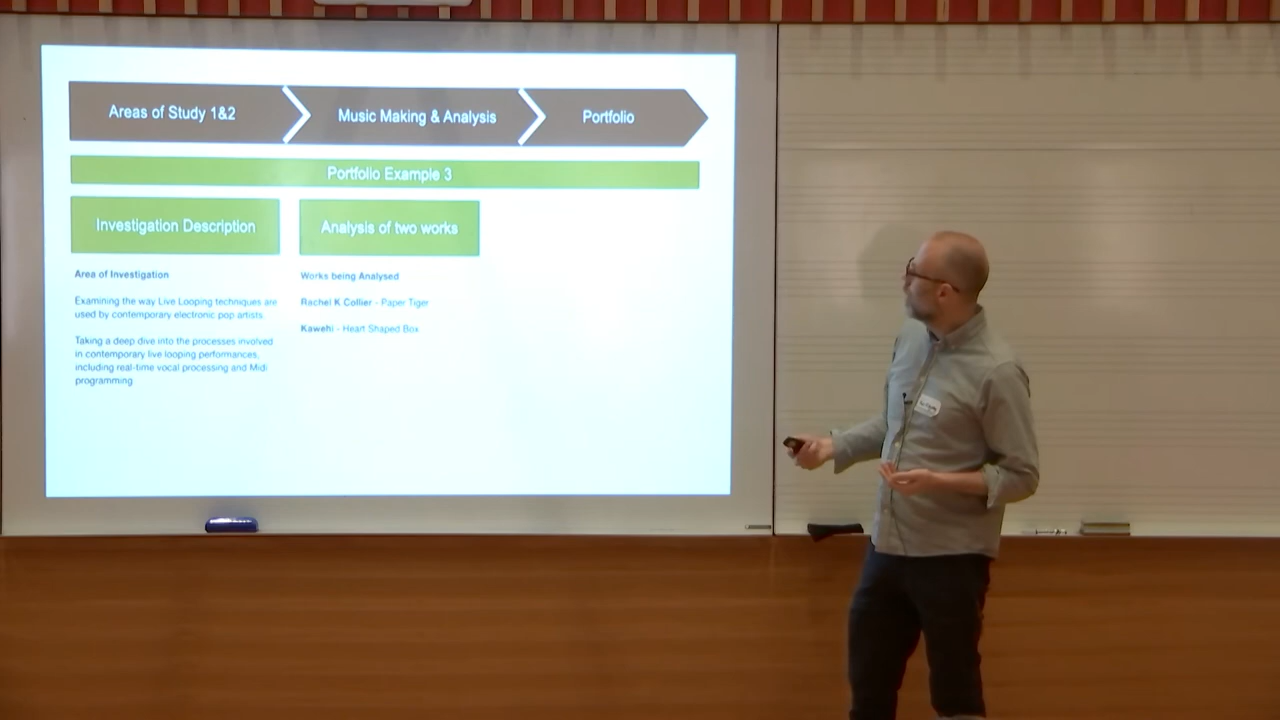 Areas of Study 1&2
Music Making & Analysis
Portfolio
Portfolio Example 3
Investigation Description
Analysis of two works
Area of Investigation
Examining the way Live Looping techniques are
used by contemporary electronic pop artists.
Taking a deep dive into the processes involved
in contemporary live looping performances,
including real-time vocal processing and Midi
programming
Works being Analysed
Rachel K Collier - Paper Tiger
Kawehi - Heart Shaped Box